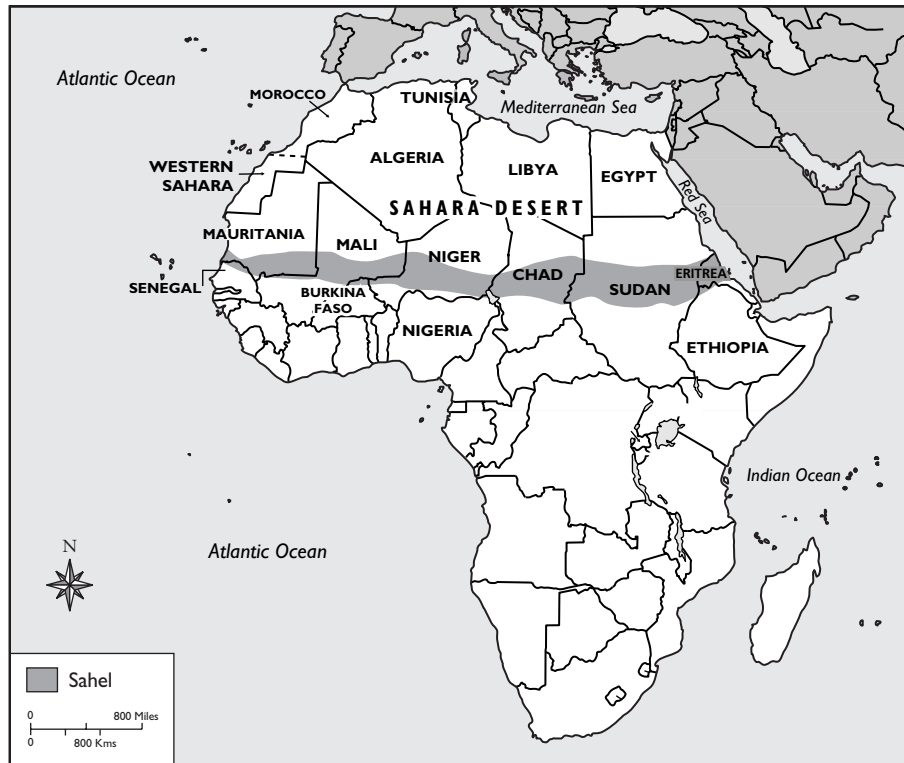 Atlantic Ocean
MOROCCO
TUNISIA
Mediterranean Sea
ALGERIA
LIBYA
EGYPT
WESTERN
SAHARA
Red Sea
SAHARA DESERT
MAURITANIA
MALI
NIGER
CHAD
SUDAN
ERITREA
SENEGAL
BURKINA
FASO
NIGERIA
ETHIOPIA
Indian Ocean
Atlantic Ocean
N
Sahel
0 800 Miles
0 800 Kms